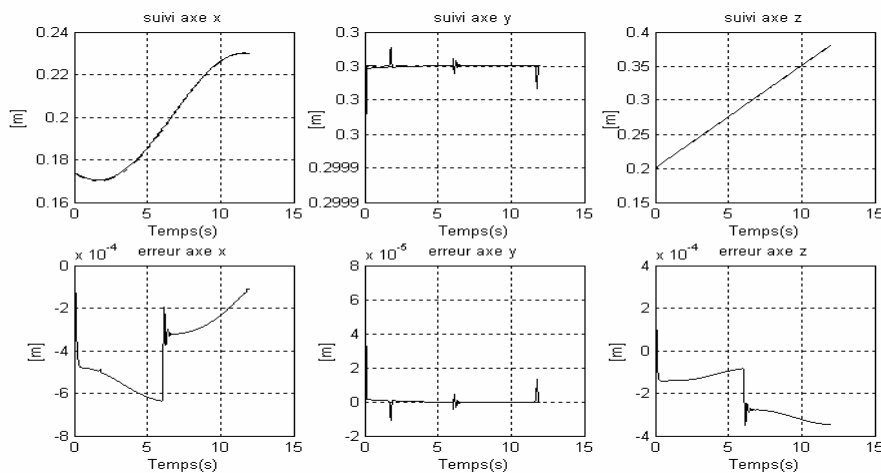 suivi axe x
0.24
0.22
0.2
0.18
0.16
[m]
0 5 10 15
Temps(s)
suivi axe y
0.3
0.3
0.3
0.3
0.2999
0.2999
[m]
0 5 10 15
Temps(s)
suivi axe z
0.4
0.35
0.3
0.25
0.2
0.15
[m]
0 5 10 15
Temps(s)
x 10⁻⁴
erreur axe x
0
-2
-4
-6
-8
[m]
0 5 10 15
Temps(s)
x 10⁻⁵
erreur axe y
8
6
4
2
0
-2
[m]
0 5 10 15
Temps(s)
x 10⁻⁴
erreur axe z
4
2
0
-2
-4
[m]
0 5 10 15
Temps(s)